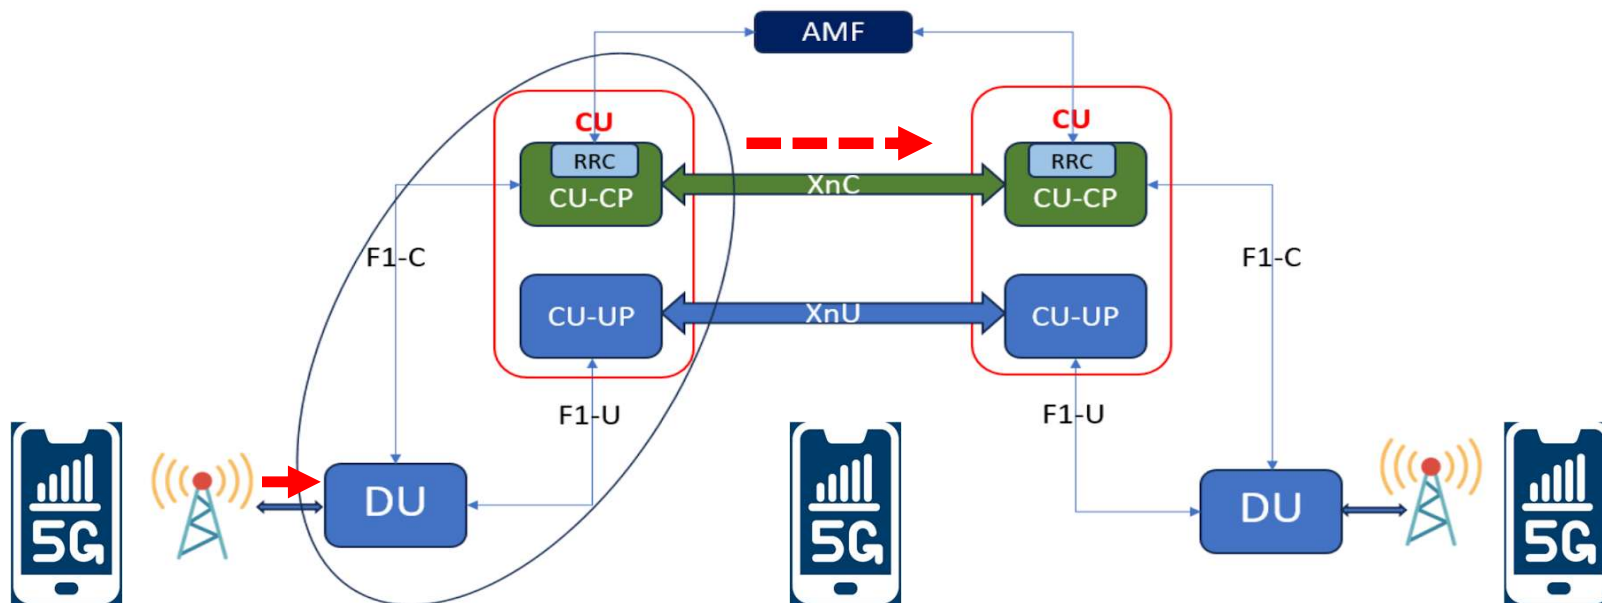 AMF
CU
RRC
CU-CP
XnC
CU
RRC
CU-CP
F1-C
F1-C
CU-UP
XnU
CU-UP
F1-U
F1-U
5G
DU
5G
DU
5G